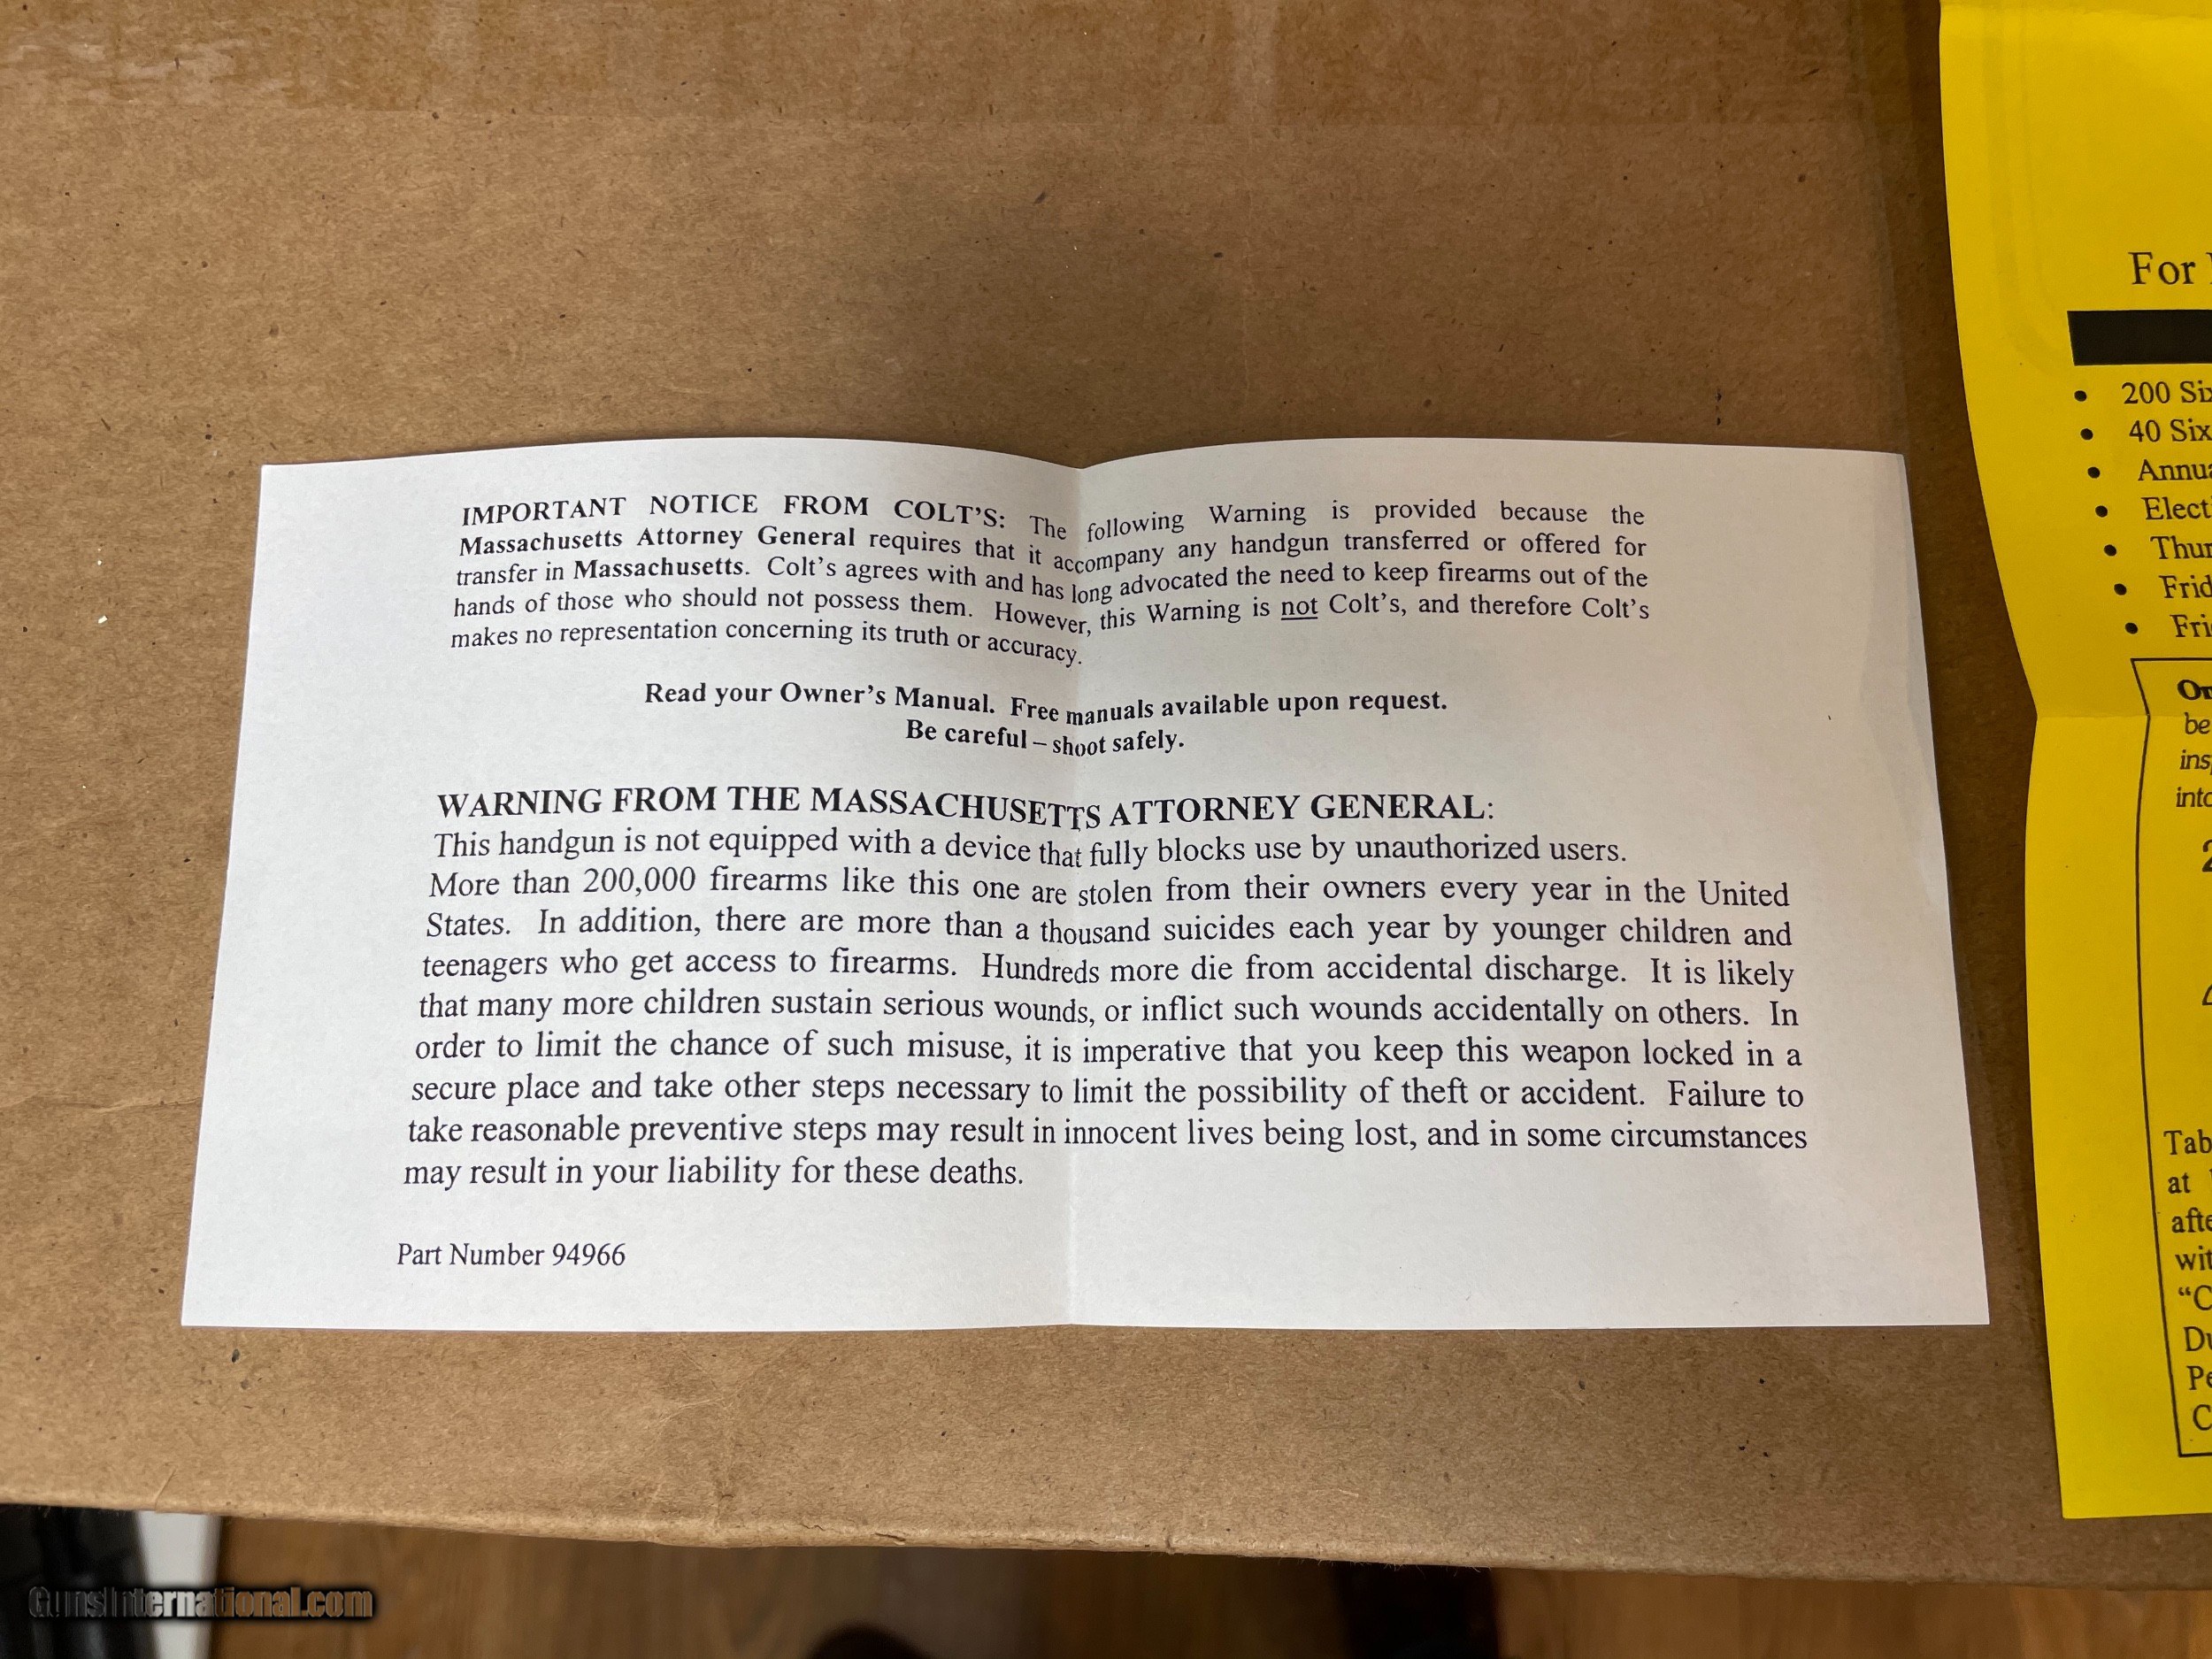 IMPORTANT NOTICE FROM COLT'S: The following Warning is provided because the
Massachusetts Attorney General requires that it accompany any handgun transferred or offered for
transfer in Massachusetts. Colt's agrees with and has long advocated the need to keep firearms out of the
hands of those who should not possess them. However, this Warning is not Colt's, and therefore Colt's
makes no representation concerning its truth or accuracy.
Read your Owner's Manual. Free manuals available upon request.
Be careful – shoot safely.
WARNING FROM THE MASSACHUSETTS ATTORNEY GENERAL:
This handgun is not equipped with a device that fully blocks use by unauthorized users.
More than 200,000 firearms like this one are stolen from their owners every year in the United
States. In addition, there are more than a thousand suicides each year by younger children and
teenagers who get access to firearms. Hundreds more die from accidental discharge. It is likely
that many more children sustain serious wounds, or inflict such wounds accidentally on others. In
order to limit the chance of such misuse, it is imperative that you keep this weapon locked in a
secure place and take other steps necessary to limit the possibility of theft or accident. Failure to
take reasonable preventive steps may result in innocent lives being lost, and in some circumstances
may result in your liability for these deaths.
Part Number 94966
For
200
40
at
GunsInternational.com